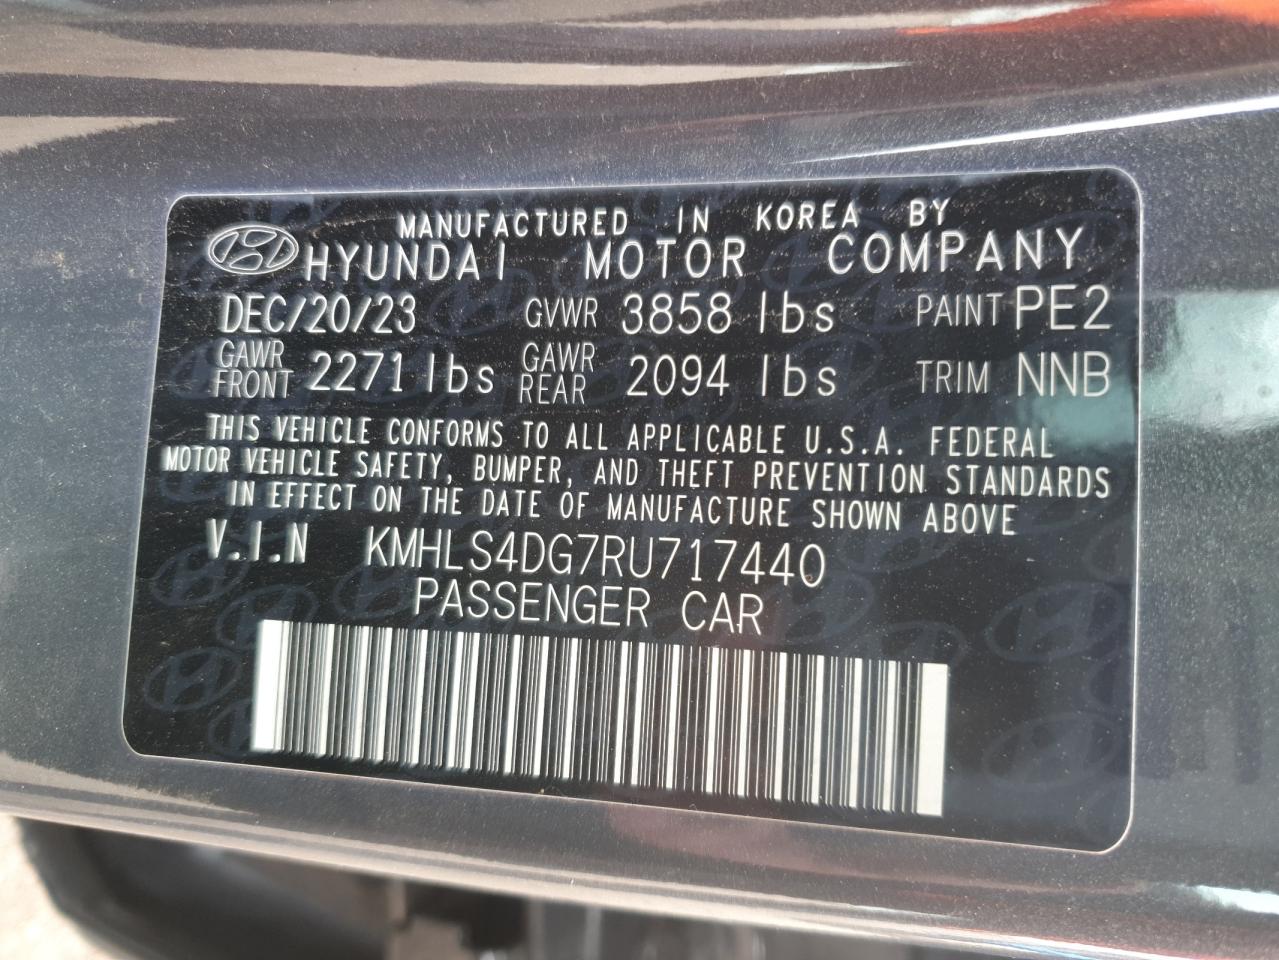 MANUFACTURED IN KOREA BY
HYUNDAI MOTOR COMPANY
DEC/20/23 GVWR 3858 lbs PAINT PE2
GAWR FRONT 2271 lbs GAWR REAR 2094 lbs TRIM NNB
THIS VEHICLE CONFORMS TO ALL APPLICABLE U.S.A. FEDERAL
MOTOR VEHICLE SAFETY, BUMPER, AND THEFT PREVENTION STANDARDS
IN EFFECT ON THE DATE OF MANUFACTURE SHOWN ABOVE
V.I.N KMHLS4DG7RU717440
PASSENGER CAR